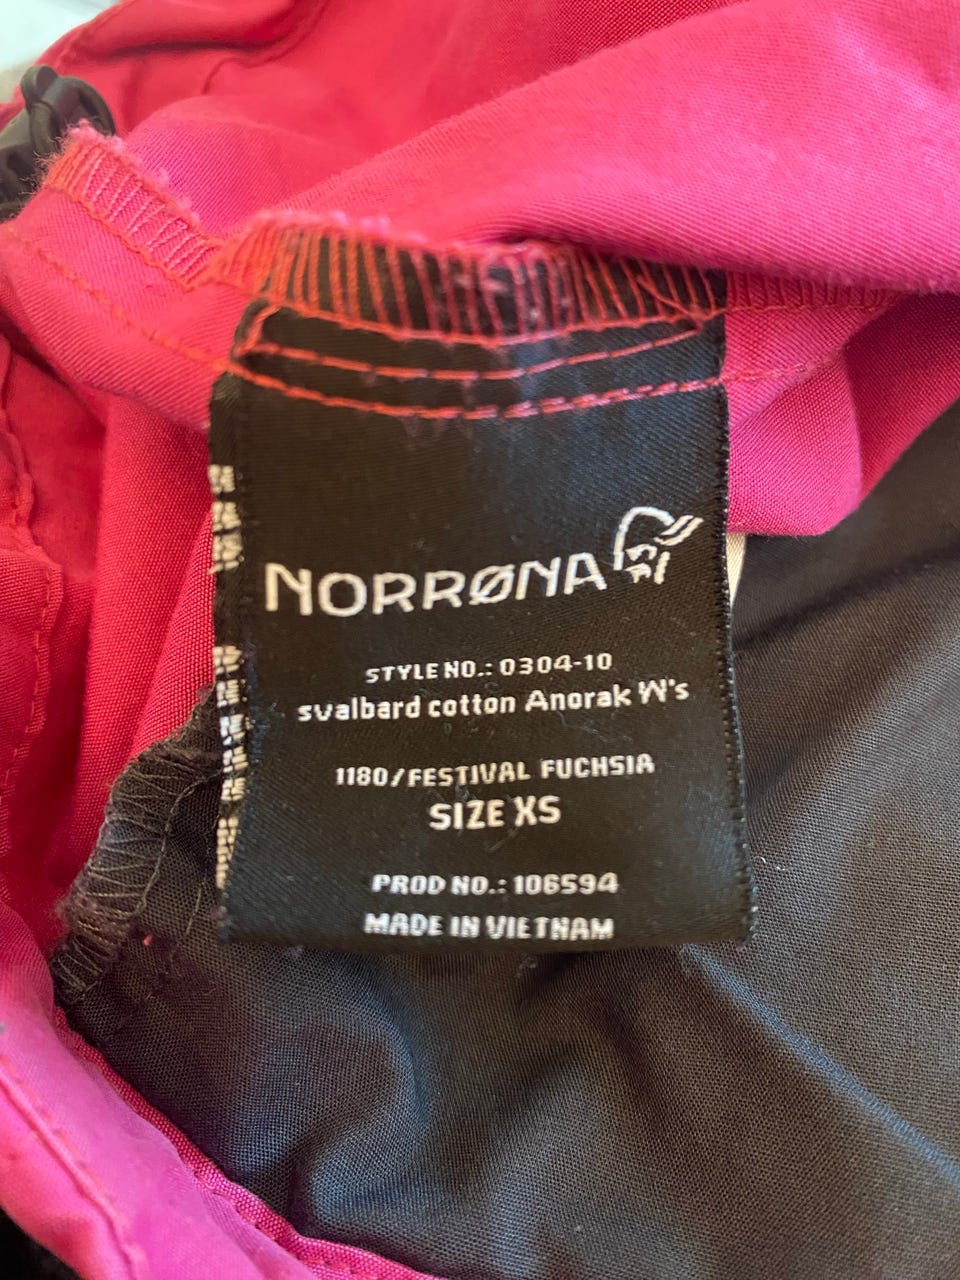 NORRØNA
STYLE NO.: 0304-10
svalbard cotton Anorak W's
1180/FESTIVAL FUCHSIA
SIZE XS
PROD NO.: 106594
MADE IN VIETNAM